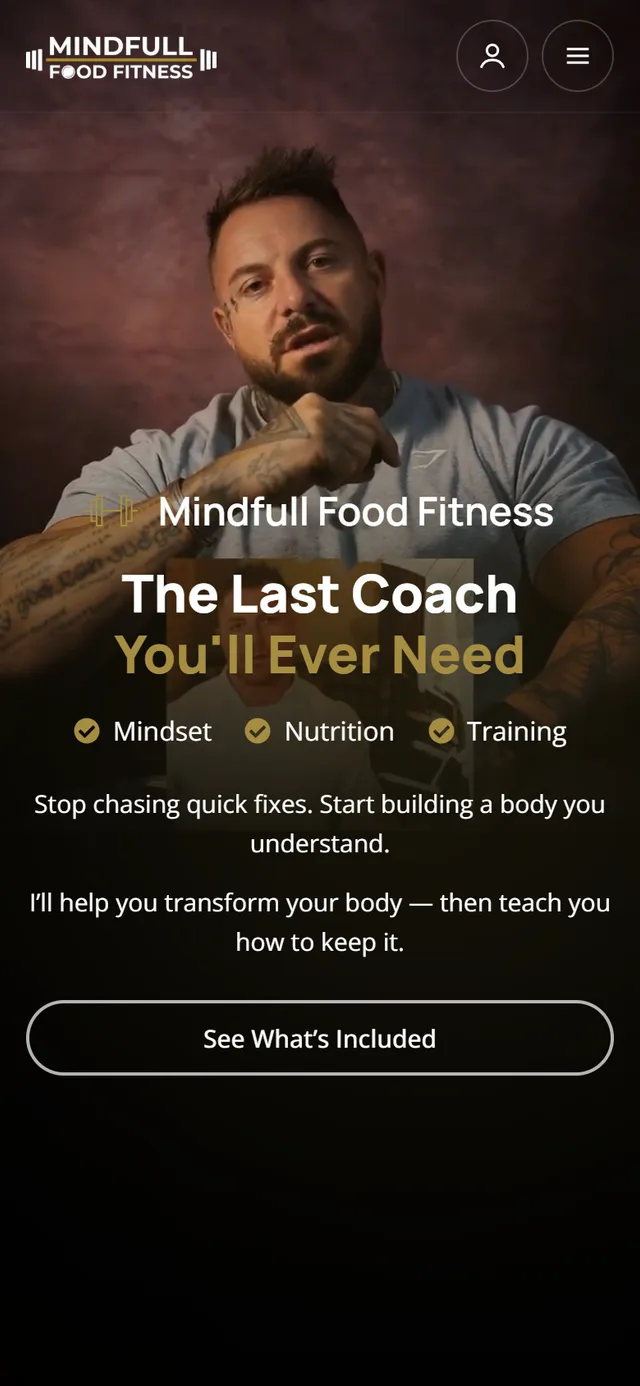 MINDFULL
FOOD FITNESS
Mindfull Food Fitness
The Last Coach
You'll Ever Need
Mindset Nutrition Training
Stop chasing quick fixes. Start building a body you
understand.
I’ll help you transform your body — then teach you
how to keep it.
See What’s Included